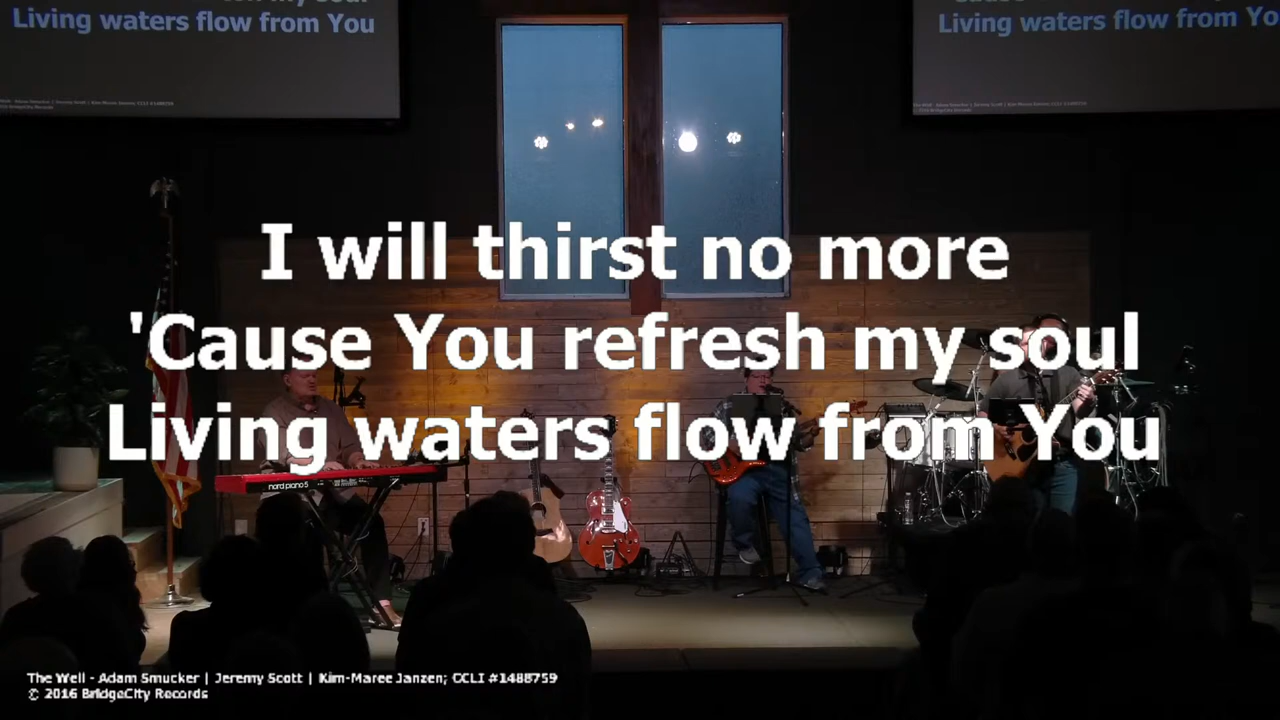 Living waters flow from You
Living waters flow from Yo
I will thirst no more
'Cause You refresh my soul
Living waters flow from You
nord piano 5
The Well - Adam Smucker | Jeremy Scott | Kim-Maree Janzen; CCLI #1488759
© 2016 BridgeCity Records